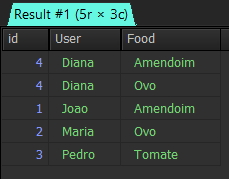 Result #1 (5r × 3c)
id User Food
4 Diana Amendoim
4 Diana Ovo
1 Joao Amendoim
2 Maria Ovo
3 Pedro Tomate